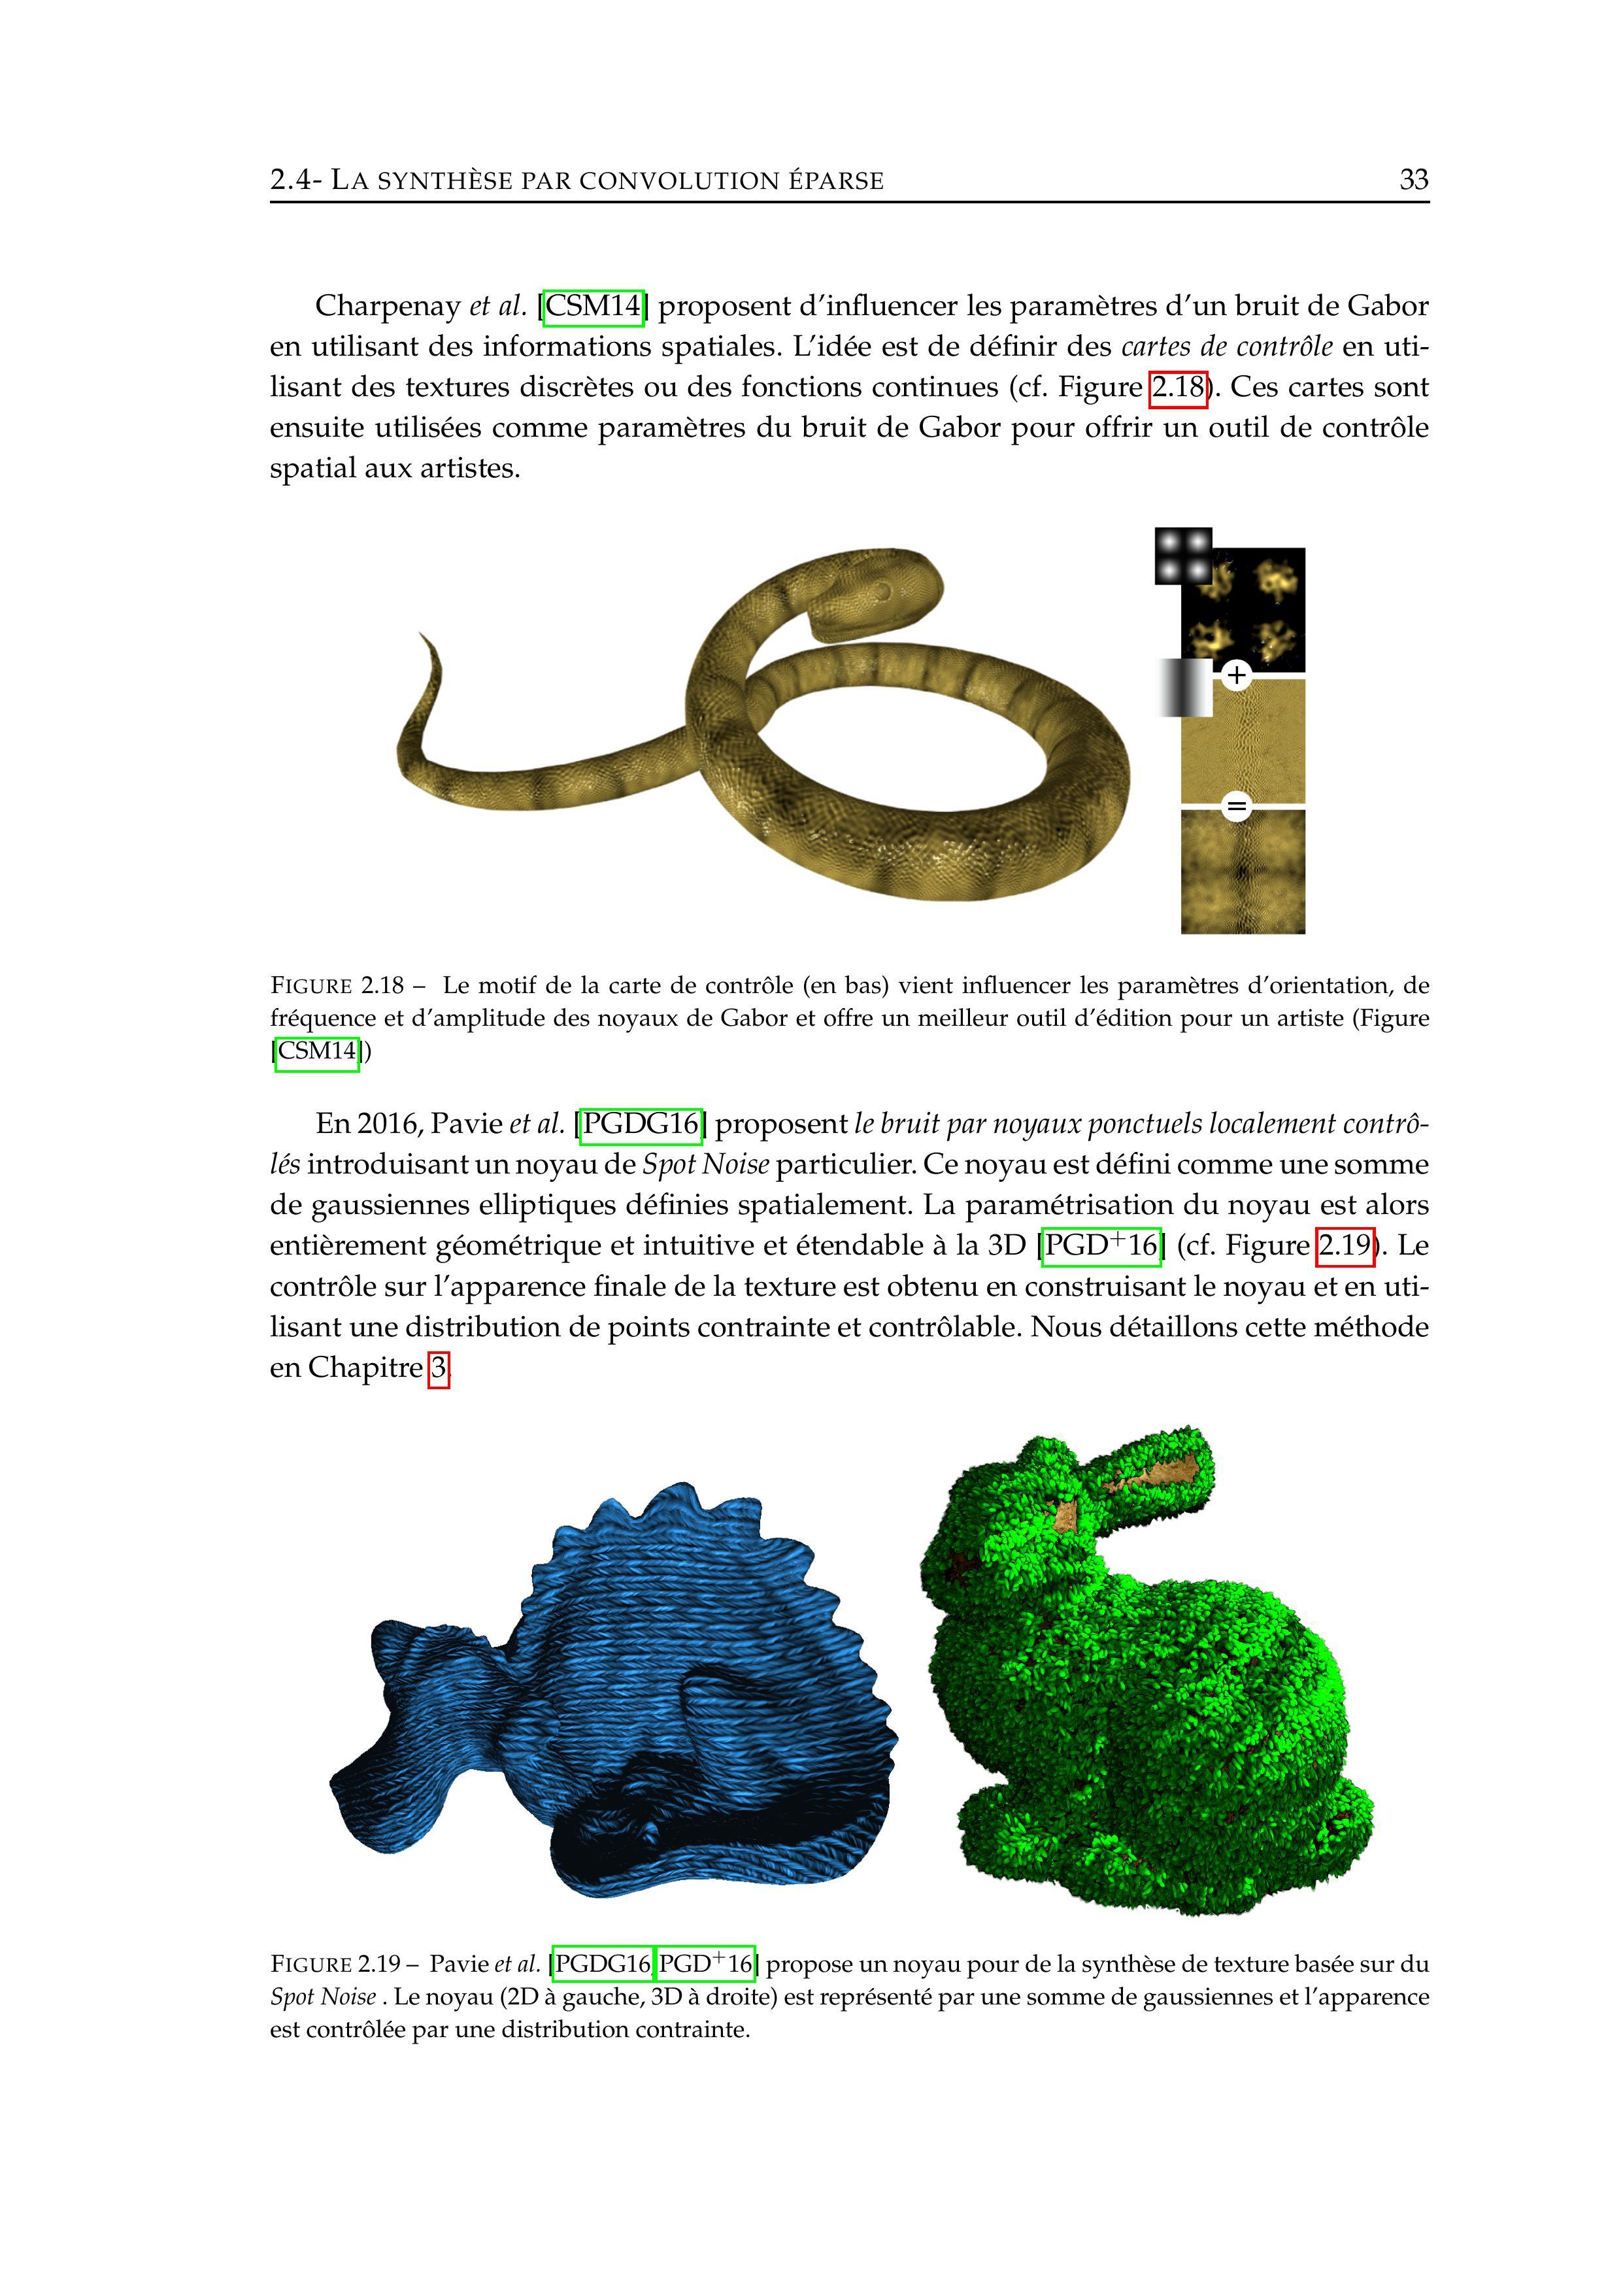 2.4- LA SYNTHÈSE PAR CONVOLUTION ÉPARSE 33
Charpenay et al. [CSM14] proposent d'influencer les paramètres d'un bruit de Gabor
en utilisant des informations spatiales. L'idée est de définir des cartes de contrôle en uti-
lisant des textures discrètes ou des fonctions continues (cf. Figure 2.18). Ces cartes sont
ensuite utilisées comme paramètres du bruit de Gabor pour offrir un outil de contrôle
spatial aux artistes.
+
=
FIGURE 2.18 – Le motif de la carte de contrôle (en bas) vient influencer les paramètres d'orientation, de
fréquence et d'amplitude des noyaux de Gabor et offre un meilleur outil d'édition pour un artiste (Figure
[CSM14])
En 2016, Pavie et al. [PGDG16] proposent le bruit par noyaux ponctuels localement contrô-
lés introduisant un noyau de Spot Noise particulier. Ce noyau est défini comme une somme
de gaussiennes elliptiques définies spatialement. La paramétrisation du noyau est alors
entièrement géométrique et intuitive et étendable à la 3D [PGD+16] (cf. Figure 2.19). Le
contrôle sur l'apparence finale de la texture est obtenu en construisant le noyau et en uti-
lisant une distribution de points contrainte et contrôlable. Nous détaillons cette méthode
en Chapitre 3.
FIGURE 2.19 – Pavie et al. [PGDG16, PGD+16] propose un noyau pour de la synthèse de texture basée sur du
Spot Noise . Le noyau (2D à gauche, 3D à droite) est représenté par une somme de gaussiennes et l'apparence
est contrôlée par une distribution contrainte.